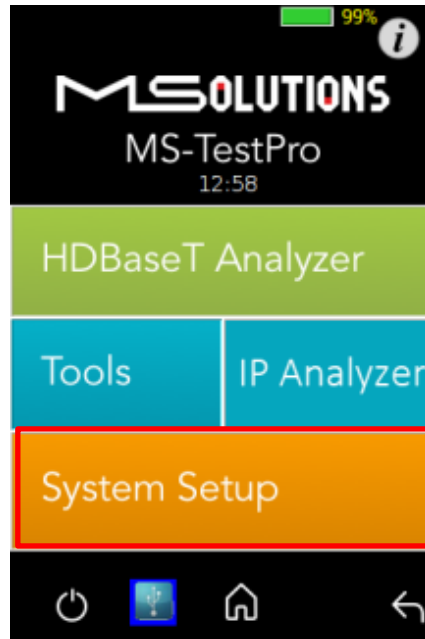 99%
i
MSOLUTIONS
MS-TestPro
12:58
HDBaseT Analyzer
Tools
IP Analyzer
System Setup